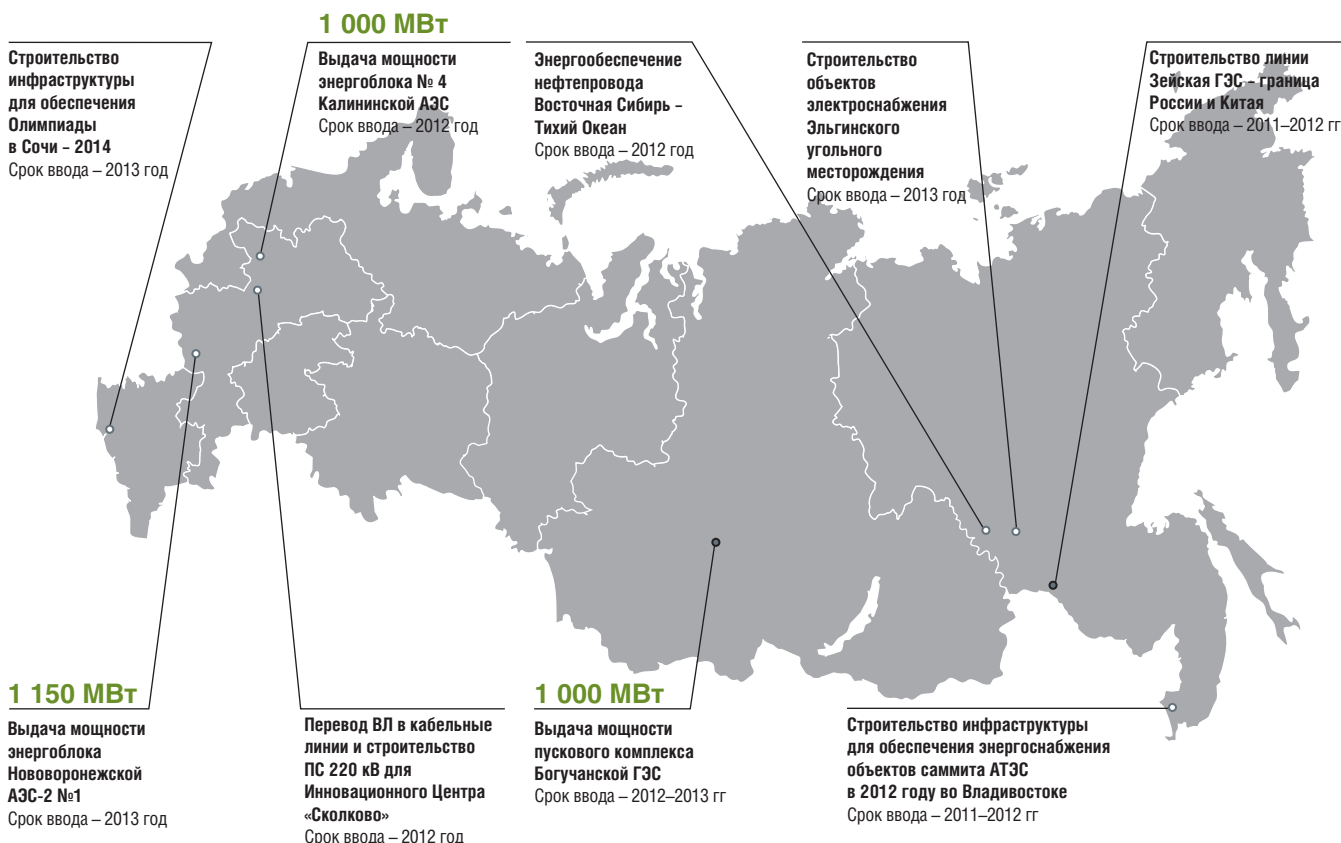 Строительство
инфраструктуры
для обеспечения
Олимпиады
в Сочи – 2014
Срок ввода – 2013 год
1 000 МВт
Выдача мощности
энергоблока № 4
Калининской АЭС
Срок ввода – 2012 год
Энергообеспечение
нефтепровода
Восточная Сибирь –
Тихий Океан
Срок ввода – 2012 год
Строительство
объектов
электроснабжения
Эльгинского
угольного
месторождения
Срок ввода – 2013 год
Строительство линии
Зейская ГЭС – граница
России и Китая
Срок ввода – 2011–2012 гг
1 150 МВт
Выдача мощности
энергоблока
Нововоронежской
АЭС-2 №1
Срок ввода – 2013 год
Перевод ВЛ в кабельные
линии и строительство
ПС 220 кВ для
Инновационного Центра
«Сколково»
Срок ввода – 2012 год
1 000 МВт
Выдача мощности
пускового комплекса
Богучанской ГЭС
Срок ввода – 2012–2013 гг
Строительство инфраструктуры
для обеспечения энергоснабжения
объектов саммита АТЭС
в 2012 году во Владивостоке
Срок ввода – 2011–2012 гг